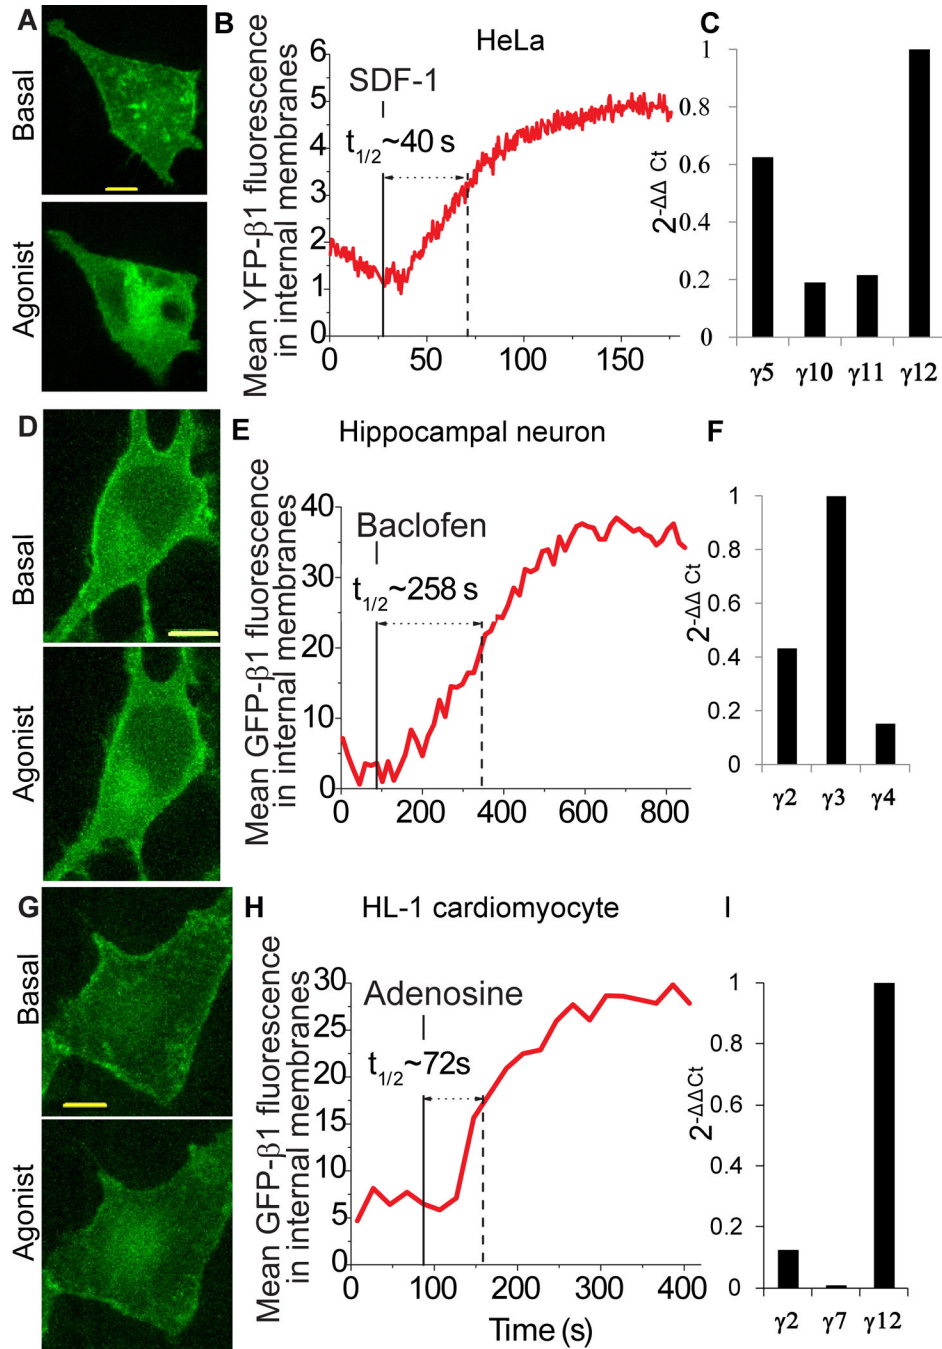 A
Basal
Agonist
B
HeLa
Mean YFP-β1 fluorescence
in internal membranes
6
5
4
3
2
1
0
SDF-1
t1/2~40 s
0 50 100 150
C
2-ΔΔ Ct
1
0.8
0.6
0.4
0.2
0
γ5 γ10 γ11 γ12
D
Basal
Agonist
E
Hippocampal neuron
Mean GFP-β1 fluorescence
in internal membranes
40
30
20
10
0
Baclofen
t1/2~258 s
0 200 400 600 800
F
2-ΔΔ Ct
1
0.8
0.6
0.4
0.2
0
γ2 γ3 γ4
G
Basal
Agonist
H
HL-1 cardiomyocyte
Mean GFP-β1 fluorescence
in internal membranes
30
25
20
15
10
5
0
Adenosine
t1/2~72s
0 100 200 300 400
Time (s)
I
2-ΔΔCt
1
0.8
0.6
0.4
0.2
0
γ2 γ7 γ12